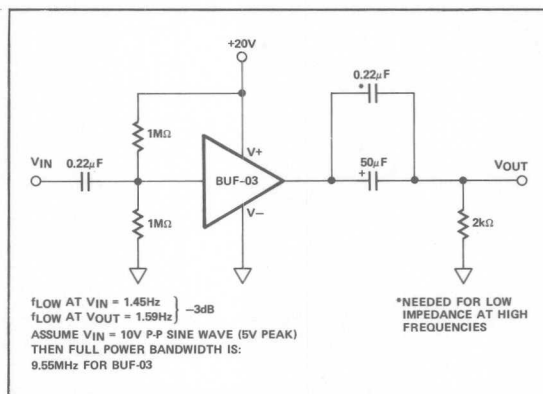 +20V
0.22µF
*
1MΩ
V+
VIN
0.22µF
BUF-03
50µF
+
VOUT
V−
1MΩ
2kΩ
fLOW AT VIN = 1.45Hz
fLOW AT VOUT = 1.59Hz
} −3dB
ASSUME VIN = 10V P-P SINE WAVE (5V PEAK)
THEN FULL POWER BANDWIDTH IS:
9.55MHz FOR BUF-03
*NEEDED FOR LOW
IMPEDANCE AT HIGH
FREQUENCIES